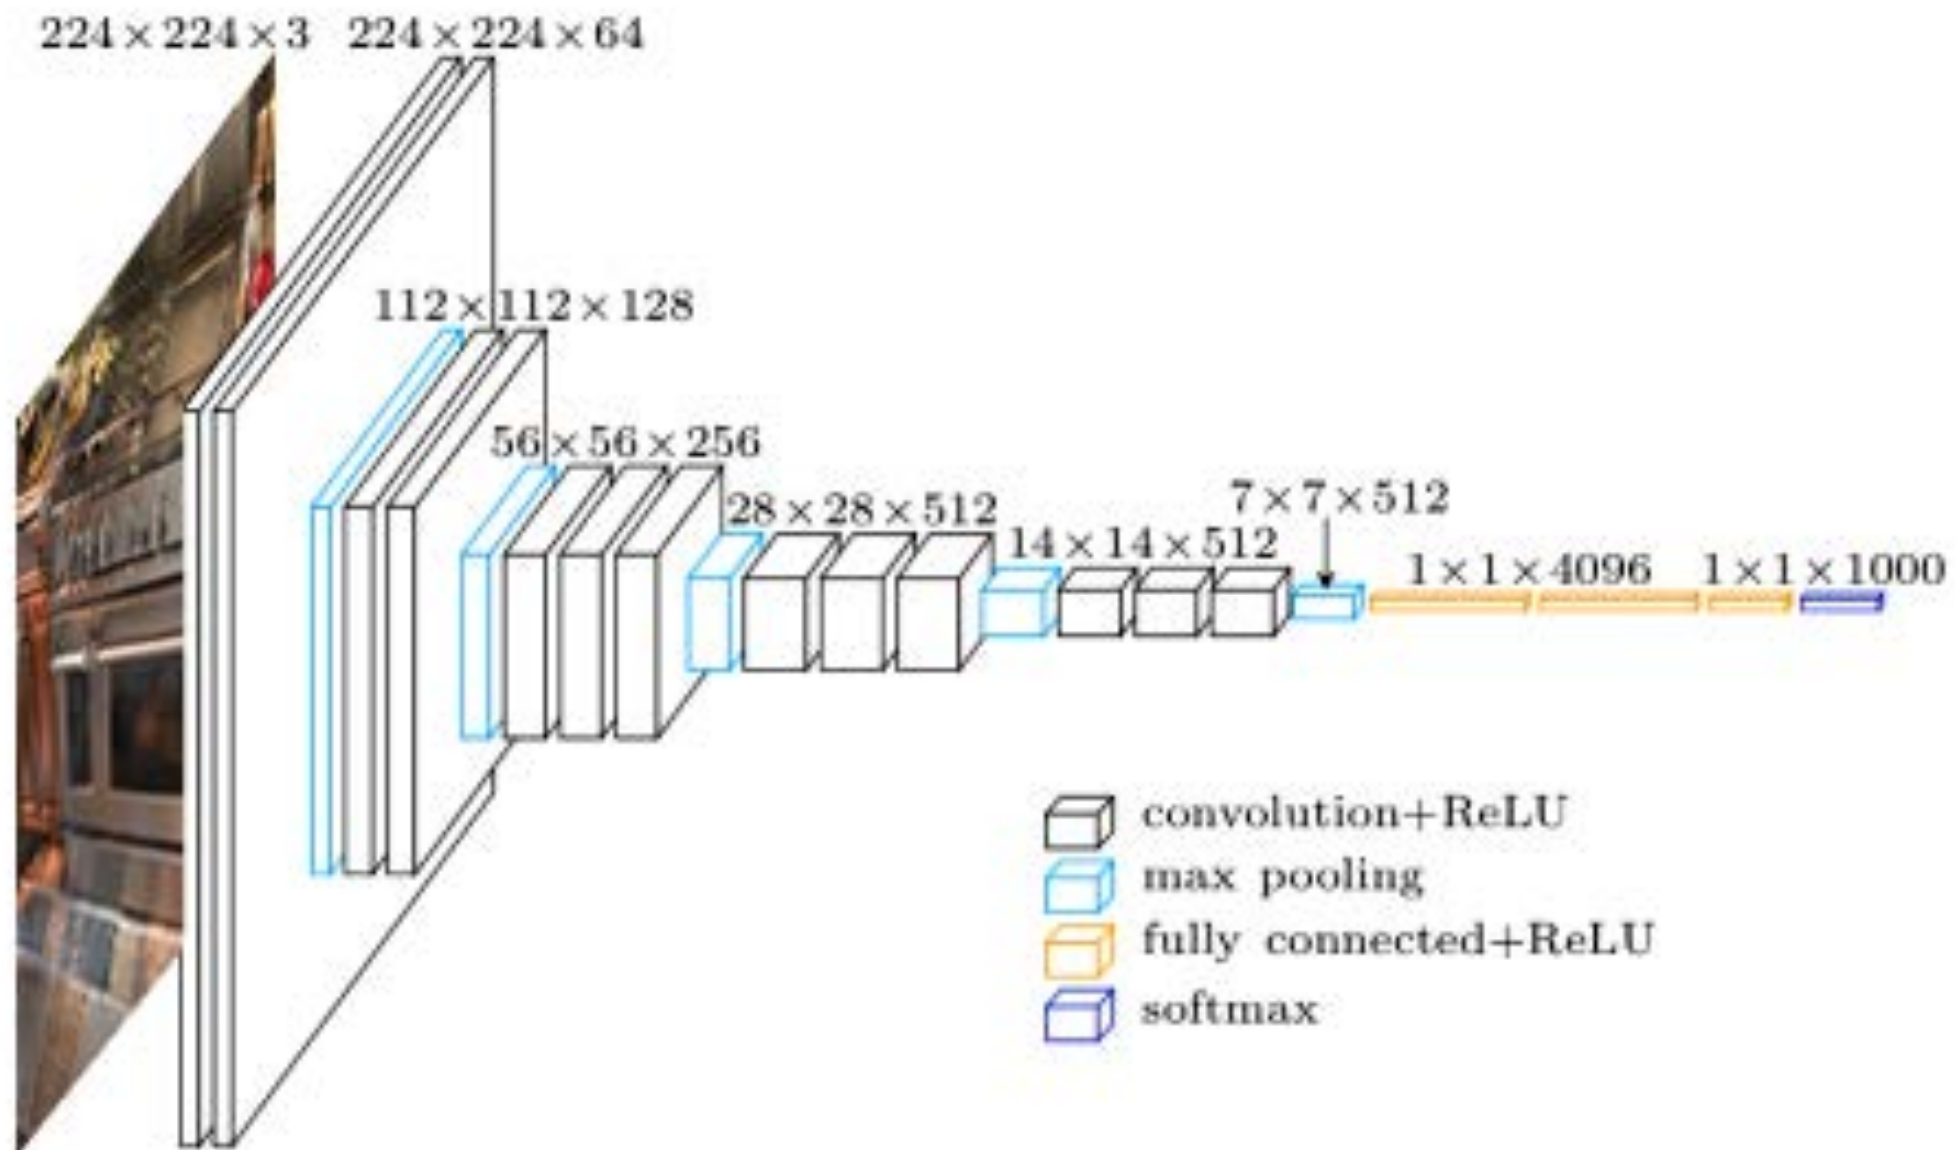 224×224×3
224×224×64
112×112×128
56×56×256
28×28×512
14×14×512
7×7×512
1×1×4096
1×1×1000
convolution+ReLU
max pooling
fully connected+ReLU
softmax